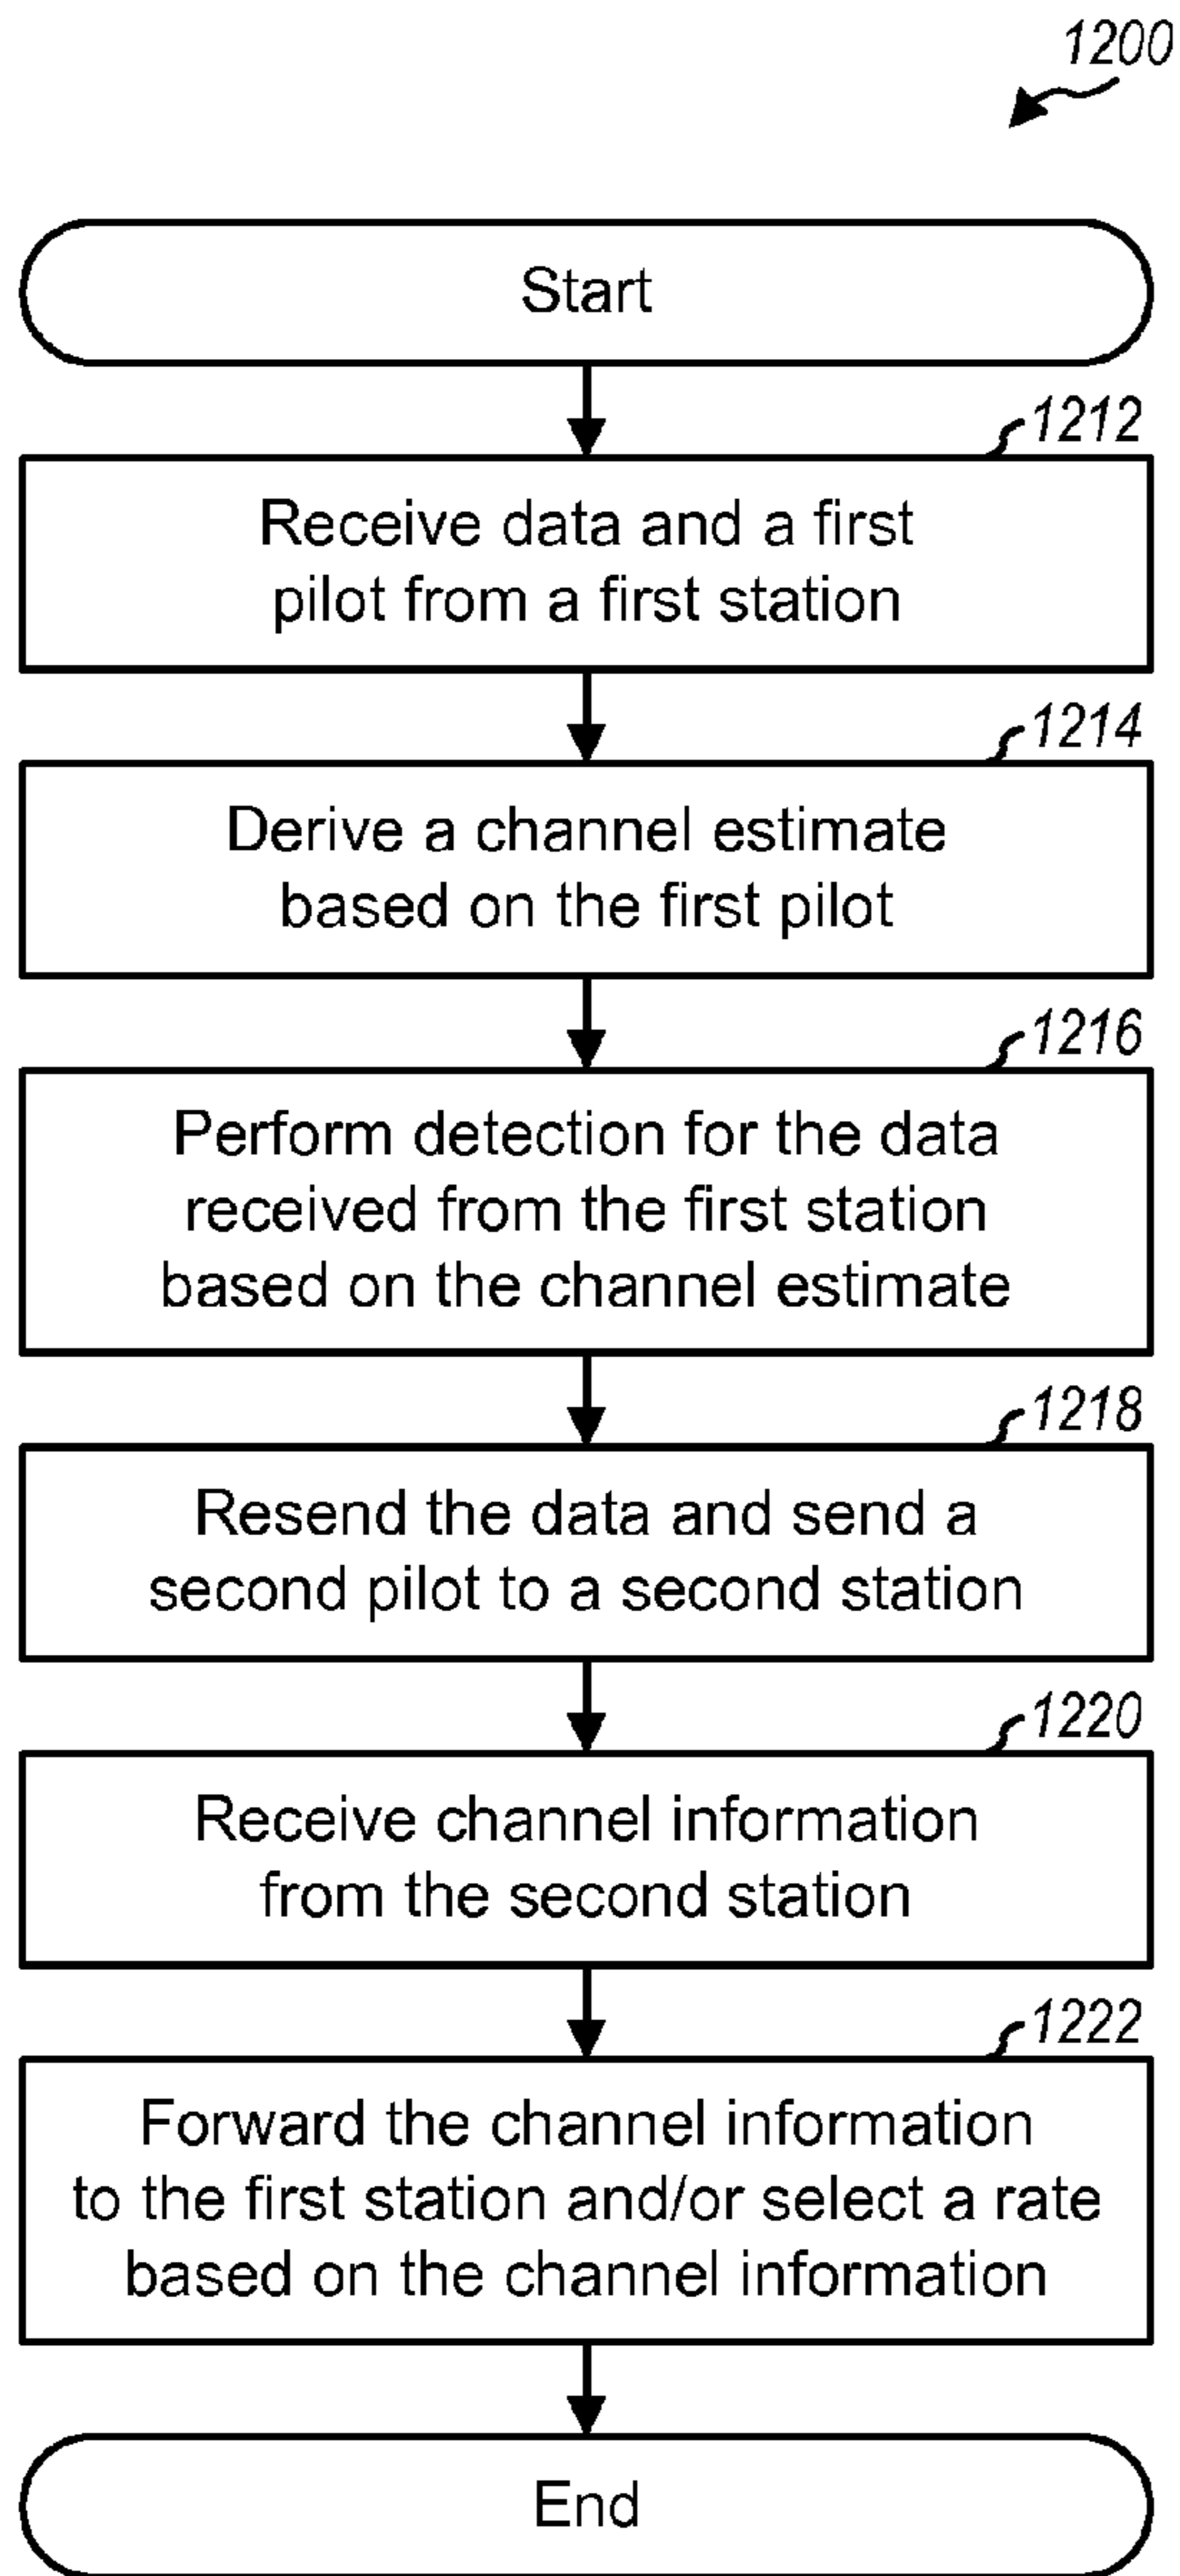 1200
Start
1212
Receive data and a first
pilot from a first station
1214
Derive a channel estimate
based on the first pilot
1216
Perform detection for the data
received from the first station
based on the channel estimate
1218
Resend the data and send a
second pilot to a second station
1220
Receive channel information
from the second station
1222
Forward the channel information
to the first station and/or select a rate
based on the channel information
End